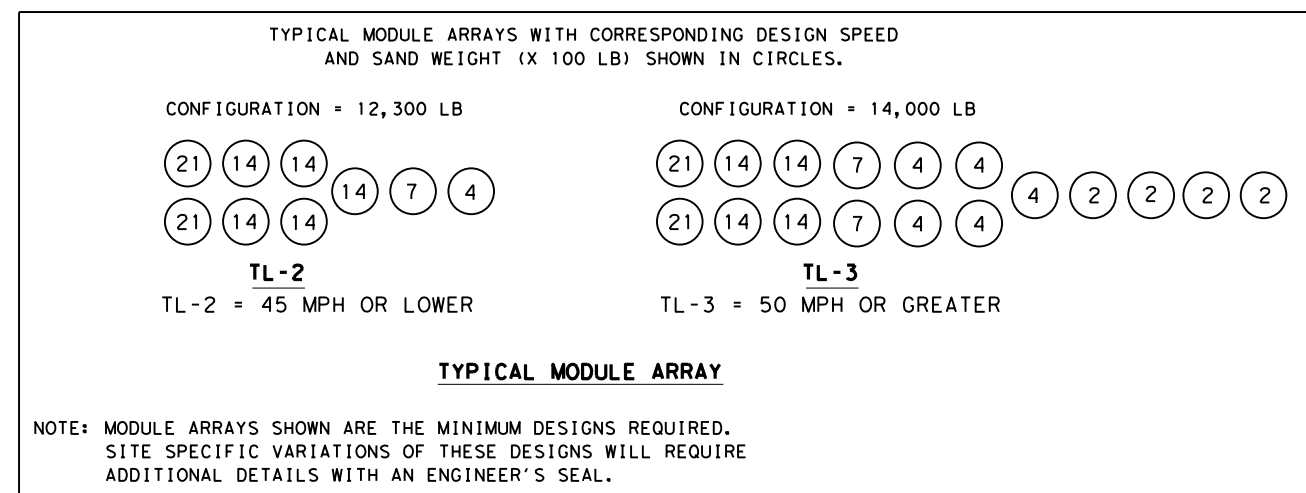 TYPICAL MODULE ARRAYS WITH CORRESPONDING DESIGN SPEED
AND SAND WEIGHT (X 100 LB) SHOWN IN CIRCLES.
CONFIGURATION = 12,300 LB
21 14 14
14 7 4
21 14 14
TL-2
TL-2 = 45 MPH OR LOWER
CONFIGURATION = 14,000 LB
21 14 14 7 4 4
4 2 2 2 2
21 14 14 7 4 4
TL-3
TL-3 = 50 MPH OR GREATER
TYPICAL MODULE ARRAY
NOTE: MODULE ARRAYS SHOWN ARE THE MINIMUM DESIGNS REQUIRED.
SITE SPECIFIC VARIATIONS OF THESE DESIGNS WILL REQUIRE
ADDITIONAL DETAILS WITH AN ENGINEER'S SEAL.